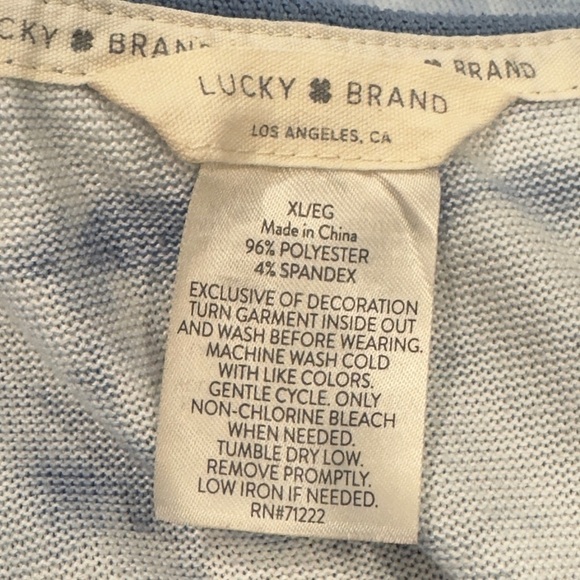 CKY BRAND
BRAND
LUCKY BRAND
LOS ANGELES, CA
XL/EG
Made in China
96% POLYESTER
4% SPANDEX
EXCLUSIVE OF DECORATION
TURN GARMENT INSIDE OUT
AND WASH BEFORE WEARING.
MACHINE WASH COLD
WITH LIKE COLORS.
GENTLE CYCLE. ONLY
NON-CHLORINE BLEACH
WHEN NEEDED.
TUMBLE DRY LOW.
REMOVE PROMPTLY.
LOW IRON IF NEEDED.
RN#71222